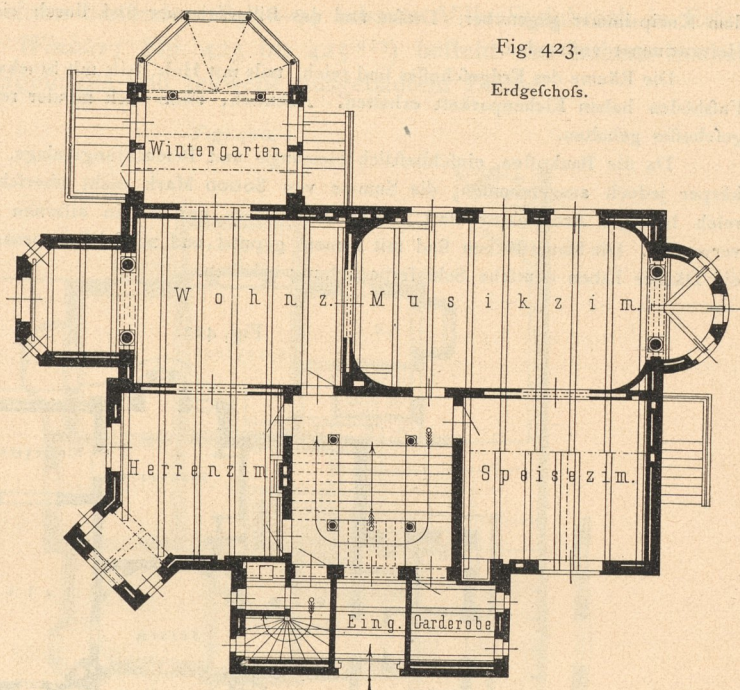 Fig. 423.
Erdgeſchoſs.
Wintergarten
Wohnz.
Musikzim.
Herrenzim
Speisezim.
Eing.
Garderobe